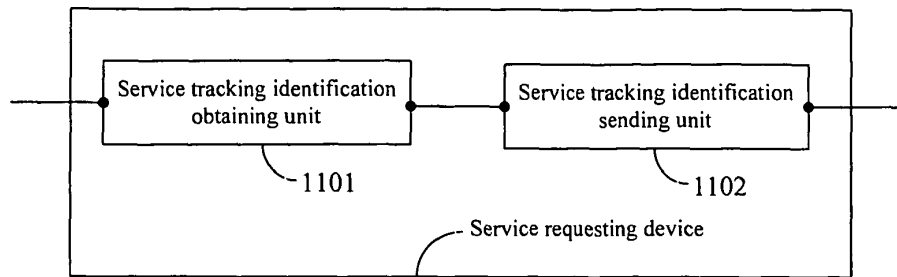 Service tracking identification
obtaining unit
Service tracking identification
sending unit
1101
1102
Service requesting device